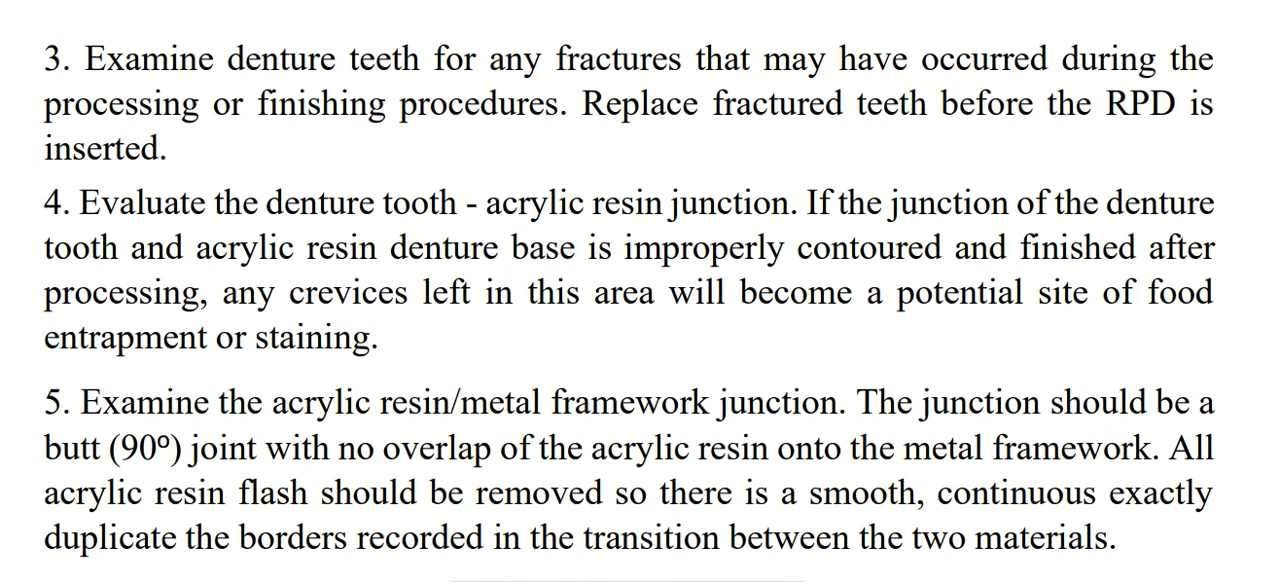 3. Examine denture teeth for any fractures that may have occurred during the
processing or finishing procedures. Replace fractured teeth before the RPD is
inserted.
4. Evaluate the denture tooth - acrylic resin junction. If the junction of the denture
tooth and acrylic resin denture base is improperly contoured and finished after
processing, any crevices left in this area will become a potential site of food
entrapment or staining.
5. Examine the acrylic resin/metal framework junction. The junction should be a
butt (90º) joint with no overlap of the acrylic resin onto the metal framework. All
acrylic resin flash should be removed so there is a smooth, continuous exactly
duplicate the borders recorded in the transition between the two materials.